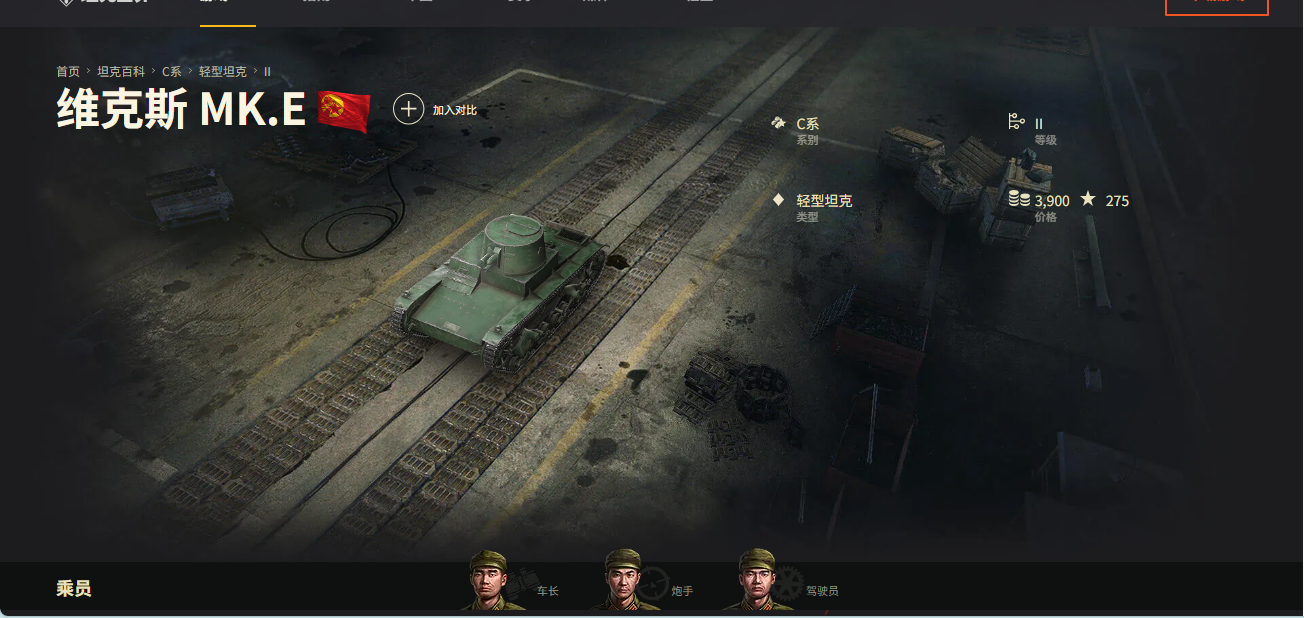 首页 › 坦克百科 › C系 › 轻型坦克 › II
维克斯 MK.E
加入对比
C系
系别
II
等级
轻型坦克
类型
3,900 ★ 275
价格
乘员
车长
炮手
驾驶员